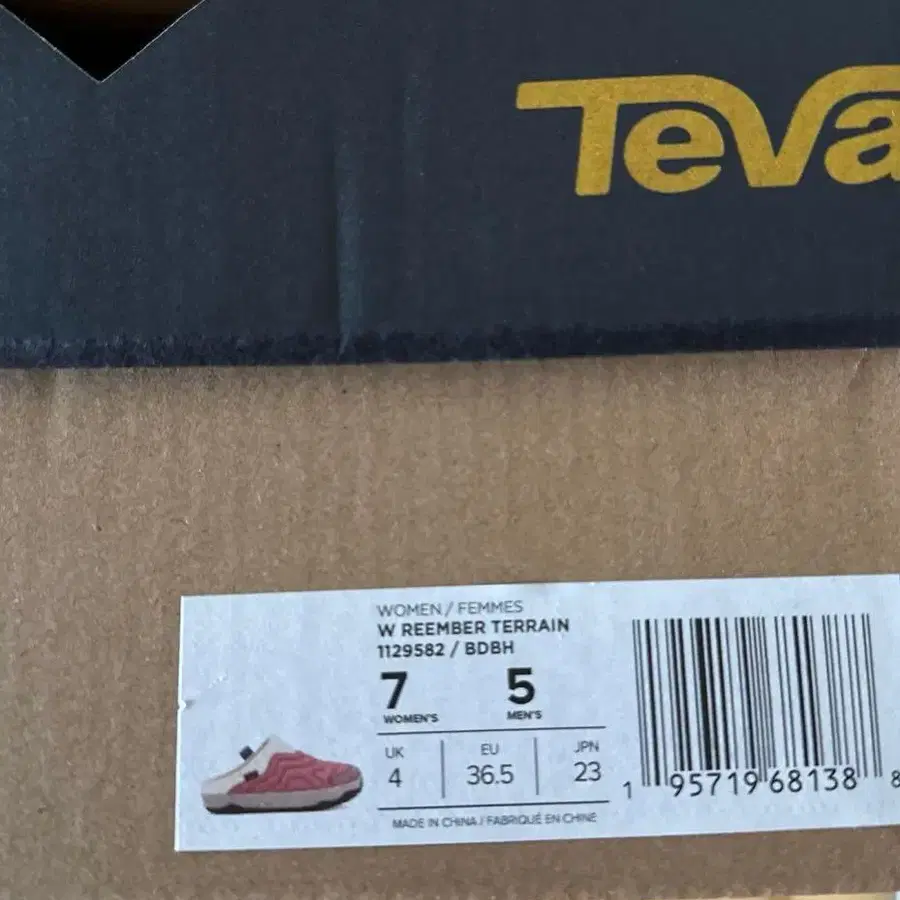 Teva
WOMEN / FEMMES
W REEMBER TERRAIN
1129582 / BDBH
7 5
WOMEN'S MEN'S
UK EU JPN
4 36.5 23
MADE IN CHINA / FABRIQUÉ EN CHINE
1 95719 68138 8